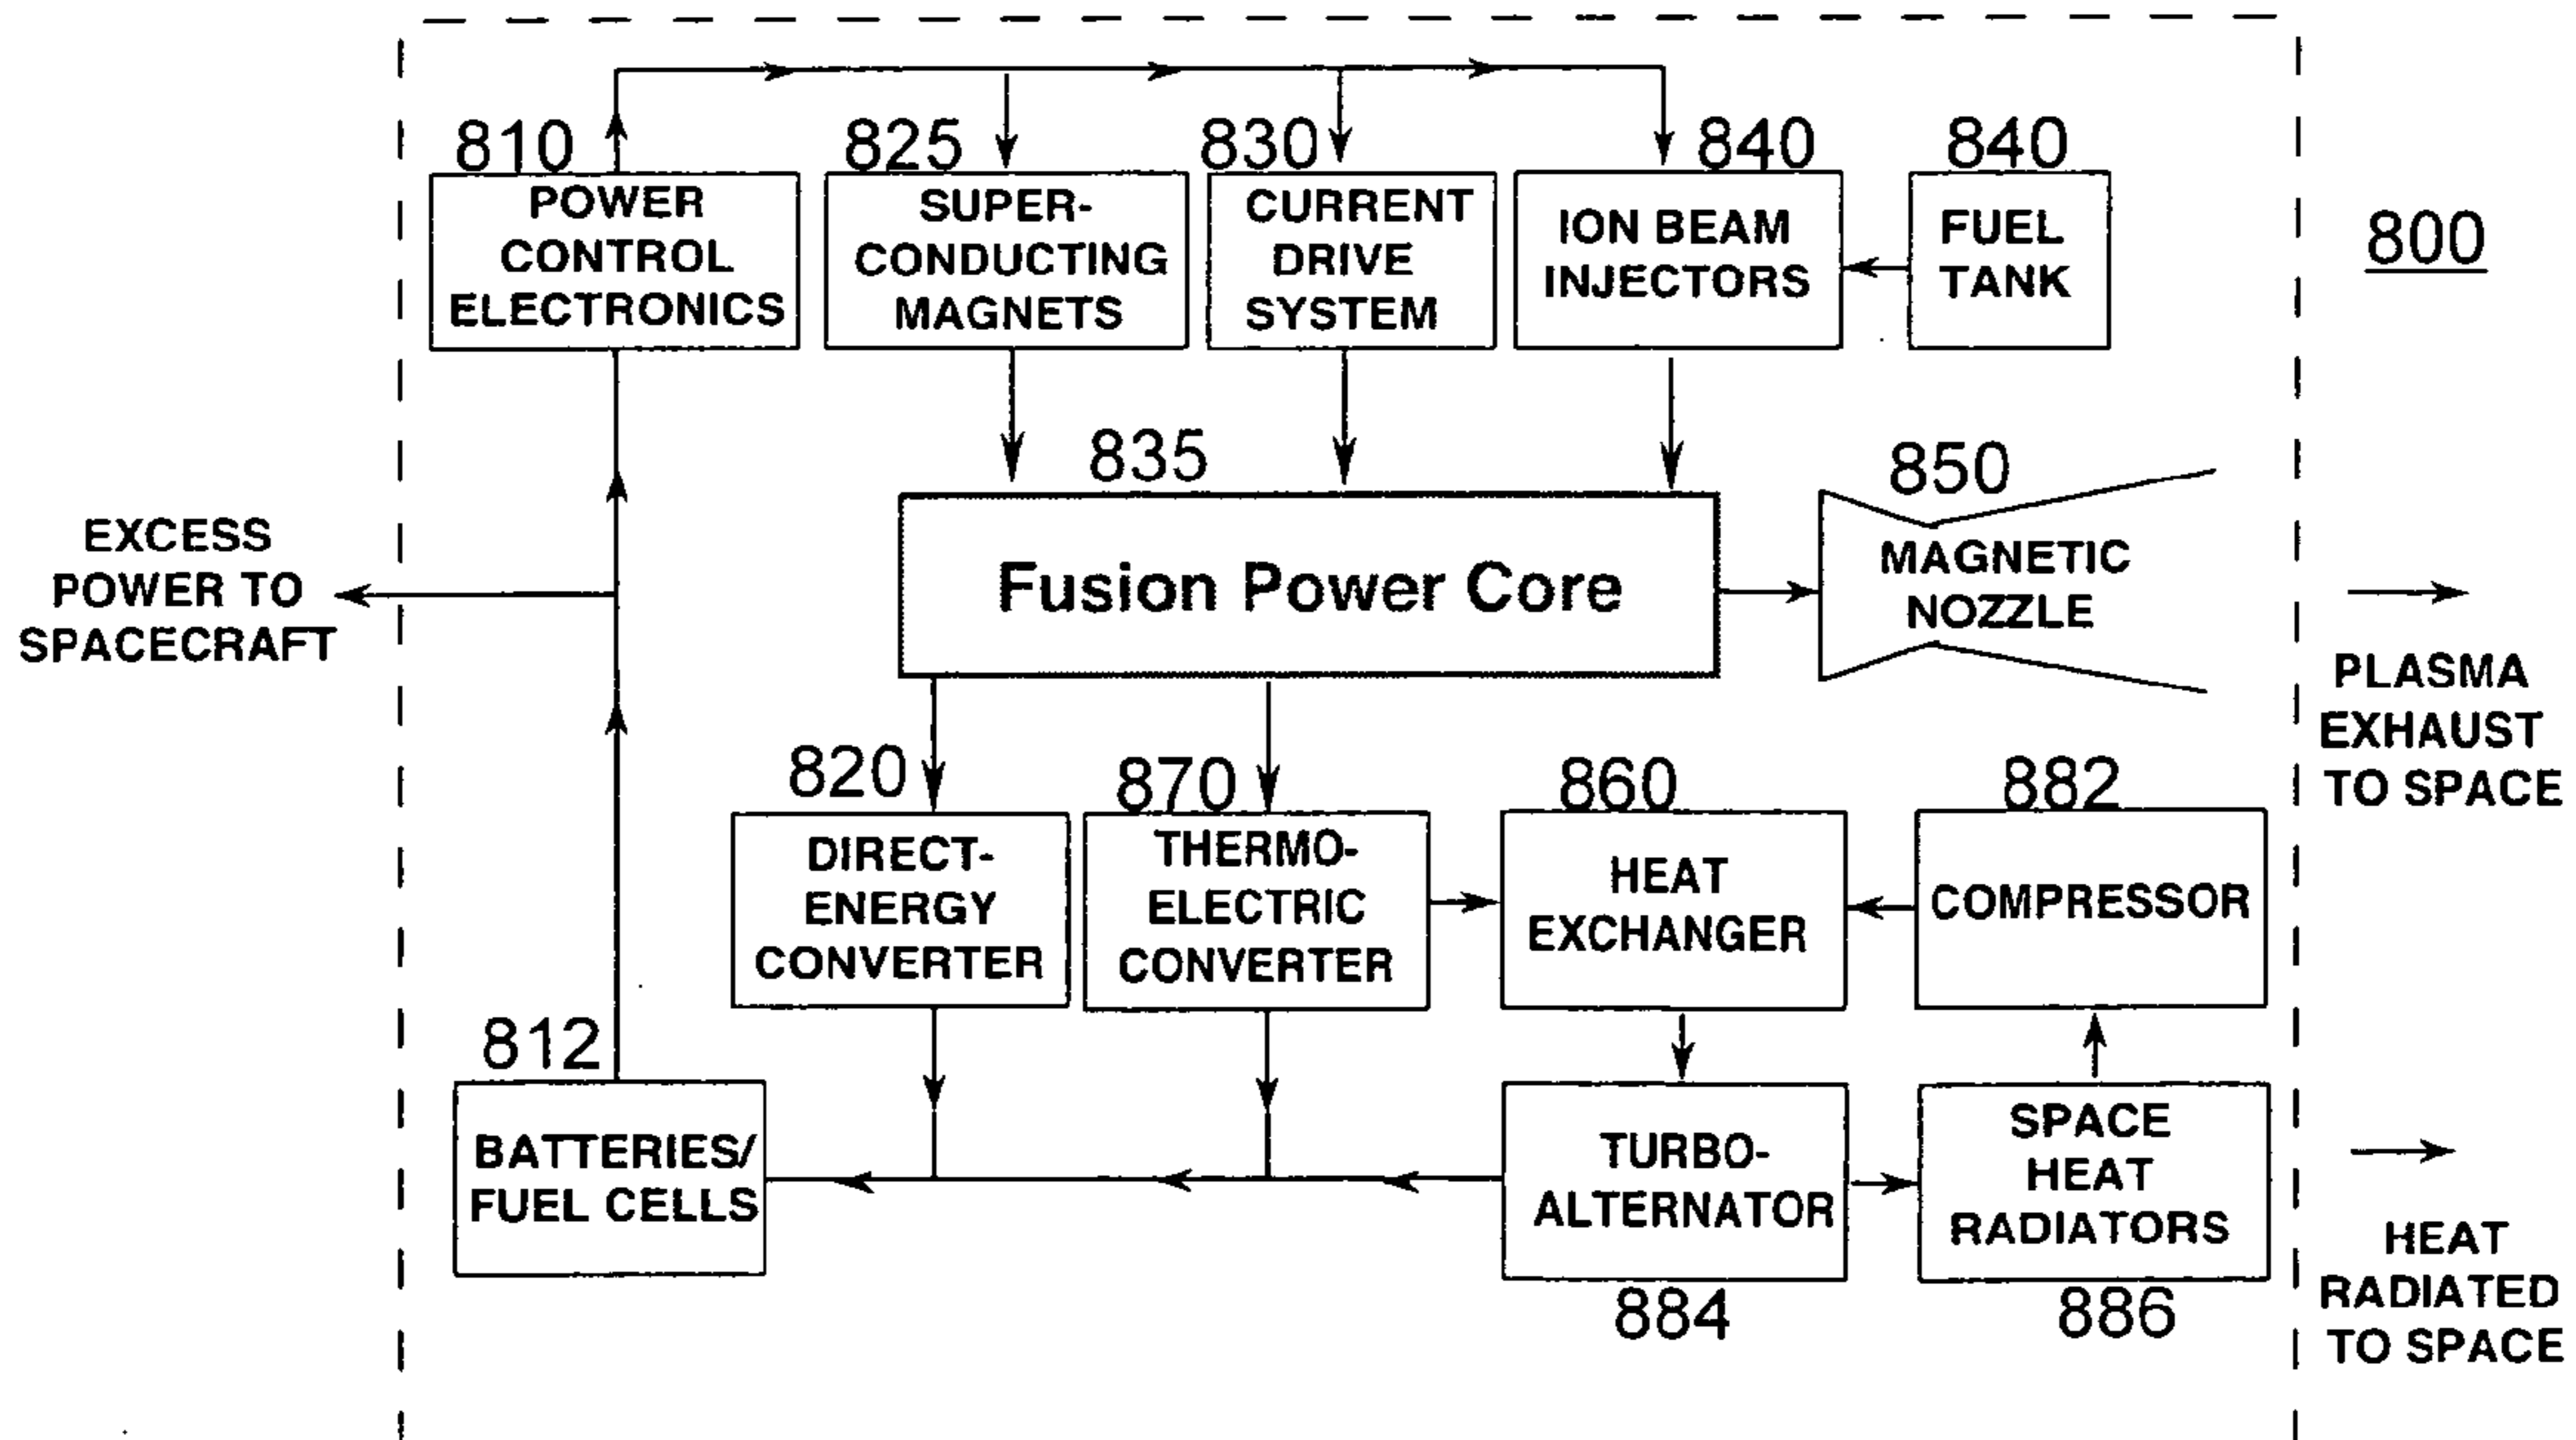 810
POWER
CONTROL
ELECTRONICS
825
SUPER-
CONDUCTING
MAGNETS
830
CURRENT
DRIVE
SYSTEM
840
ION BEAM
INJECTORS
840
FUEL
TANK
800
EXCESS
POWER TO
SPACECRAFT
835
Fusion Power Core
850
MAGNETIC
NOZZLE
PLASMA
EXHAUST
TO SPACE
820
DIRECT-
ENERGY
CONVERTER
870
THERMO-
ELECTRIC
CONVERTER
860
HEAT
EXCHANGER
882
COMPRESSOR
812
BATTERIES/
FUEL CELLS
TURBO-
ALTERNATOR
884
SPACE
HEAT
RADIATORS
886
HEAT
RADIATED
TO SPACE